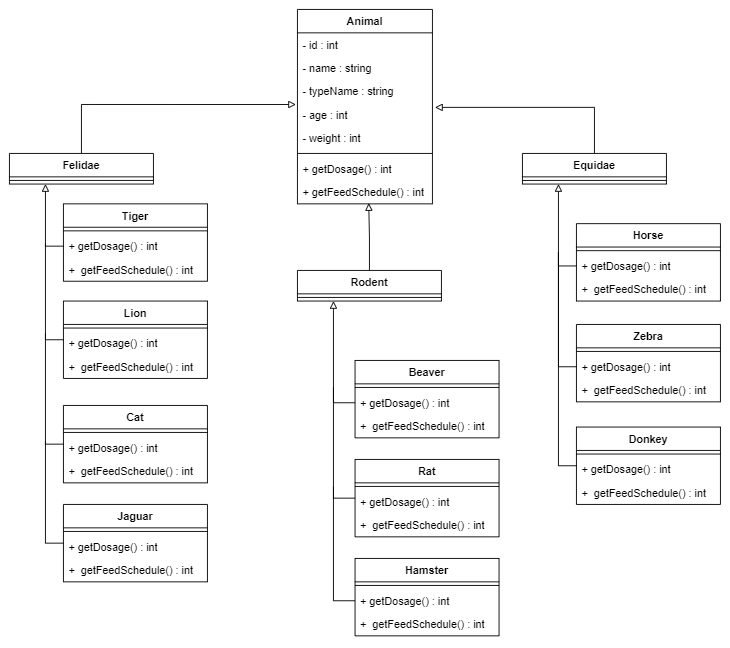 Animal
- id : int
- name : string
- typeName : string
- age : int
- weight : int
+ getDosage() : int
+ getFeedSchedule() : int
Felidae
Tiger
+ getDosage() : int
+  getFeedSchedule() : int
Lion
+ getDosage() : int
+  getFeedSchedule() : int
Cat
+ getDosage() : int
+  getFeedSchedule() : int
Jaguar
+ getDosage() : int
+  getFeedSchedule() : int
Rodent
Beaver
+ getDosage() : int
+  getFeedSchedule() : int
Rat
+ getDosage() : int
+  getFeedSchedule() : int
Hamster
+ getDosage() : int
+  getFeedSchedule() : int
Equidae
Horse
+ getDosage() : int
+  getFeedSchedule() : int
Zebra
+ getDosage() : int
+  getFeedSchedule() : int
Donkey
+ getDosage() : int
+  getFeedSchedule() : int